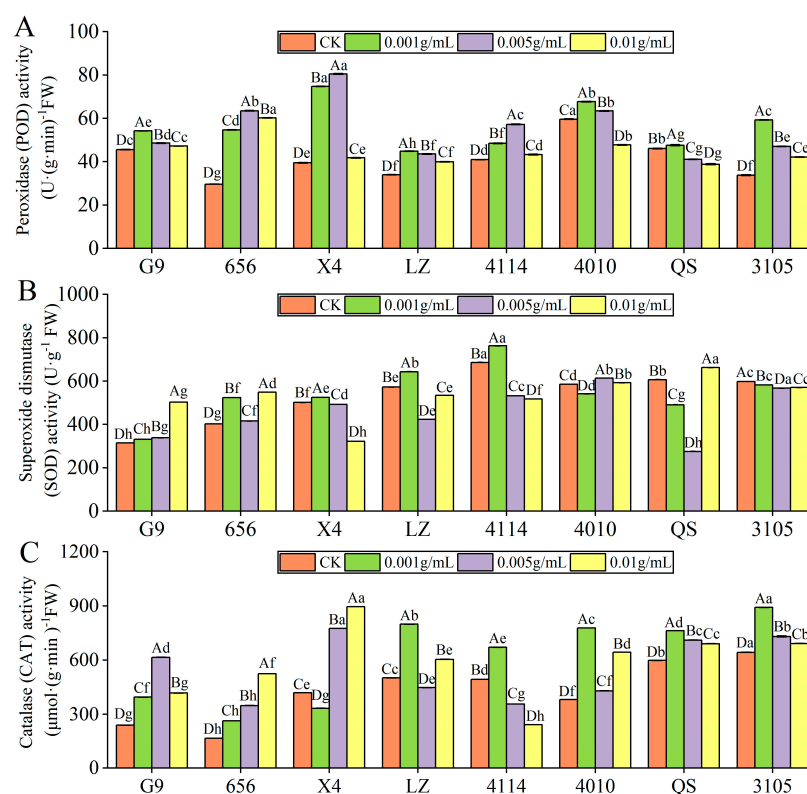 A
Peroxidase (POD) activity
(U·(g·min)⁻¹FW)
100
80
60
40
20
0
CK 0.001g/mL 0.005g/mL 0.01g/mL
Dc Ae Bd Cc
Dg Cd Aa Ba
De Ba Aa Ce
Df Ah Bf Cf
Dd Bf Ac Cd
Ca Ab Bb Db
Bb Ag Cg Dg
Df Ac Be Ce
G9 656 X4 LZ 4114 4010 QS 3105
B
Superoxide dismutase
(SOD) activity (U·g⁻¹ FW)
1000
800
600
400
200
0
CK 0.001g/mL 0.005g/mL 0.01g/mL
Dh Ch Bg Ag
Dg Bf Cf Ad
Bf Ae Cd Dh
Be Ab De Ce
Ba Aa Cc Df
Cd Dd Ab Bb
Bb Cg Dh Aa
Ac Bc Da Cc
G9 656 X4 LZ 4114 4010 QS 3105
C
Catalase (CAT) activity
(μmol·(g·min )⁻¹FW)
1200
900
600
300
0
CK 0.001g/mL 0.005g/mL 0.01g/mL
Dg Cf Ad Bg
Dh Ch Bh Af
Ce Dg Ba Aa
Cc Ab De Be
Bd Ae Cg Dh
Df Ac Cf Bd
Db Ad Bc Cc
Da Aa Bb Cb
G9 656 X4 LZ 4114 4010 QS 3105